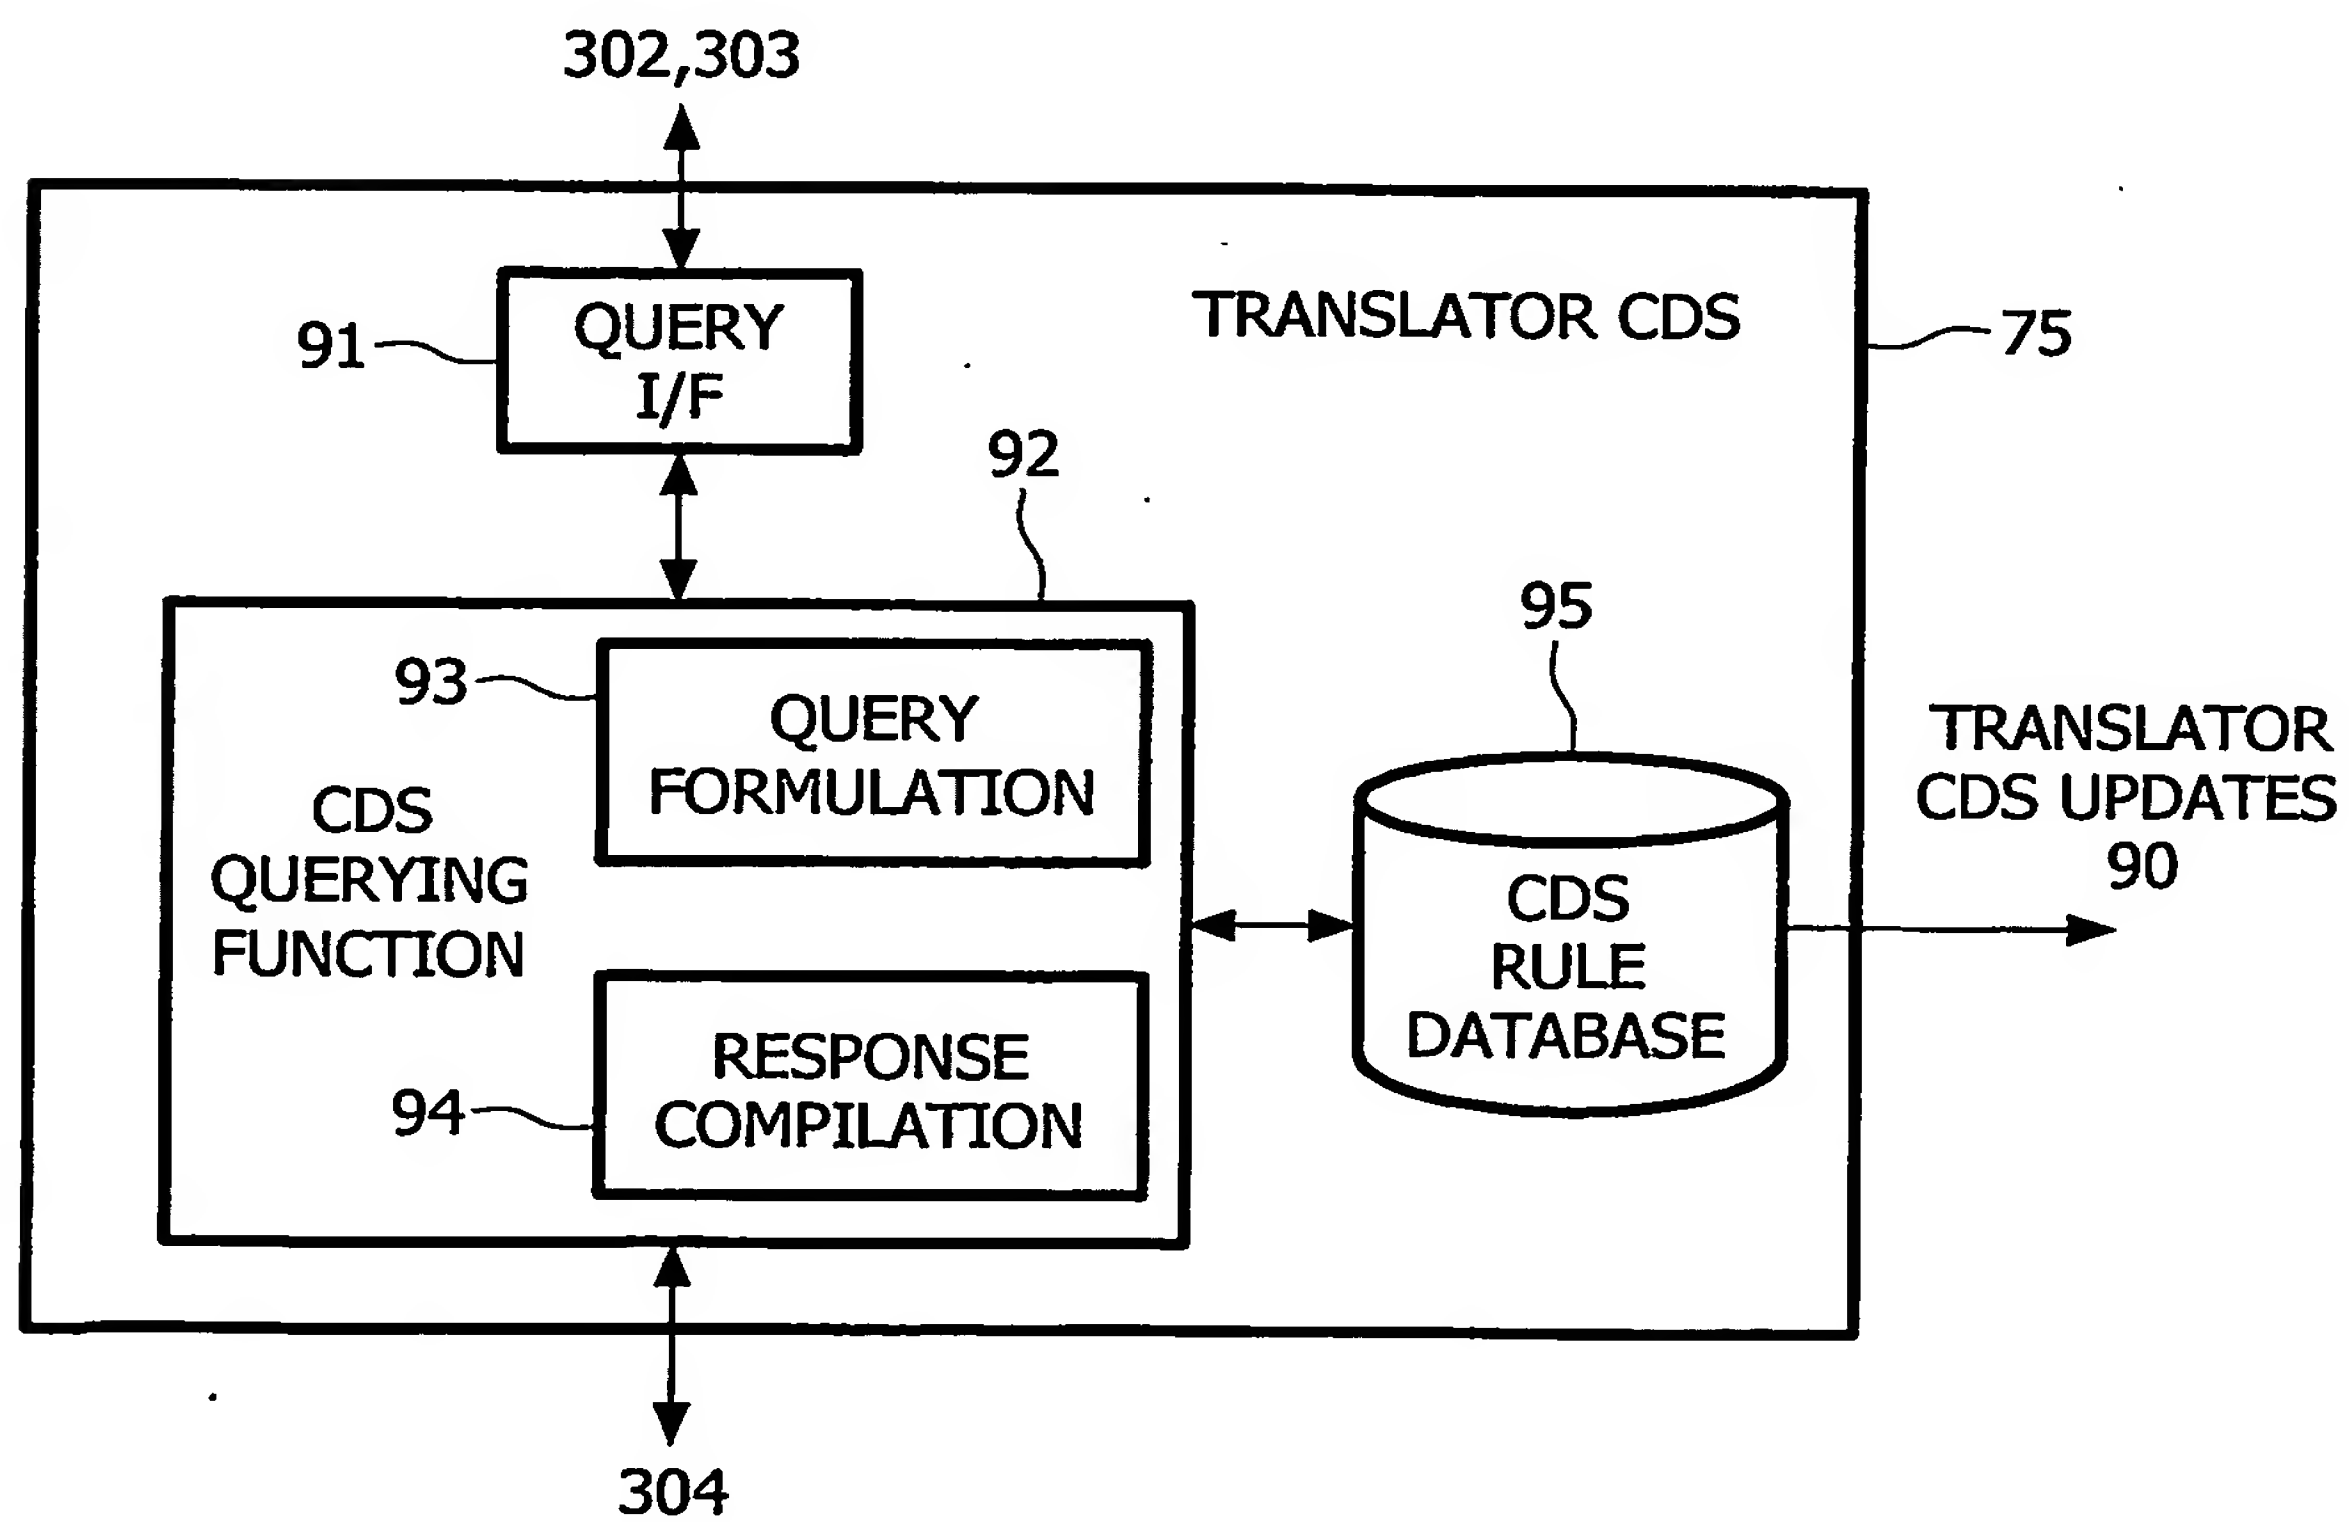 302,303
QUERY
I/F
91
TRANSLATOR CDS
75
92
93
QUERY
FORMULATION
CDS
QUERYING
FUNCTION
94
RESPONSE
COMPILATION
95
CDS
RULE
DATABASE
TRANSLATOR
CDS UPDATES
90
304